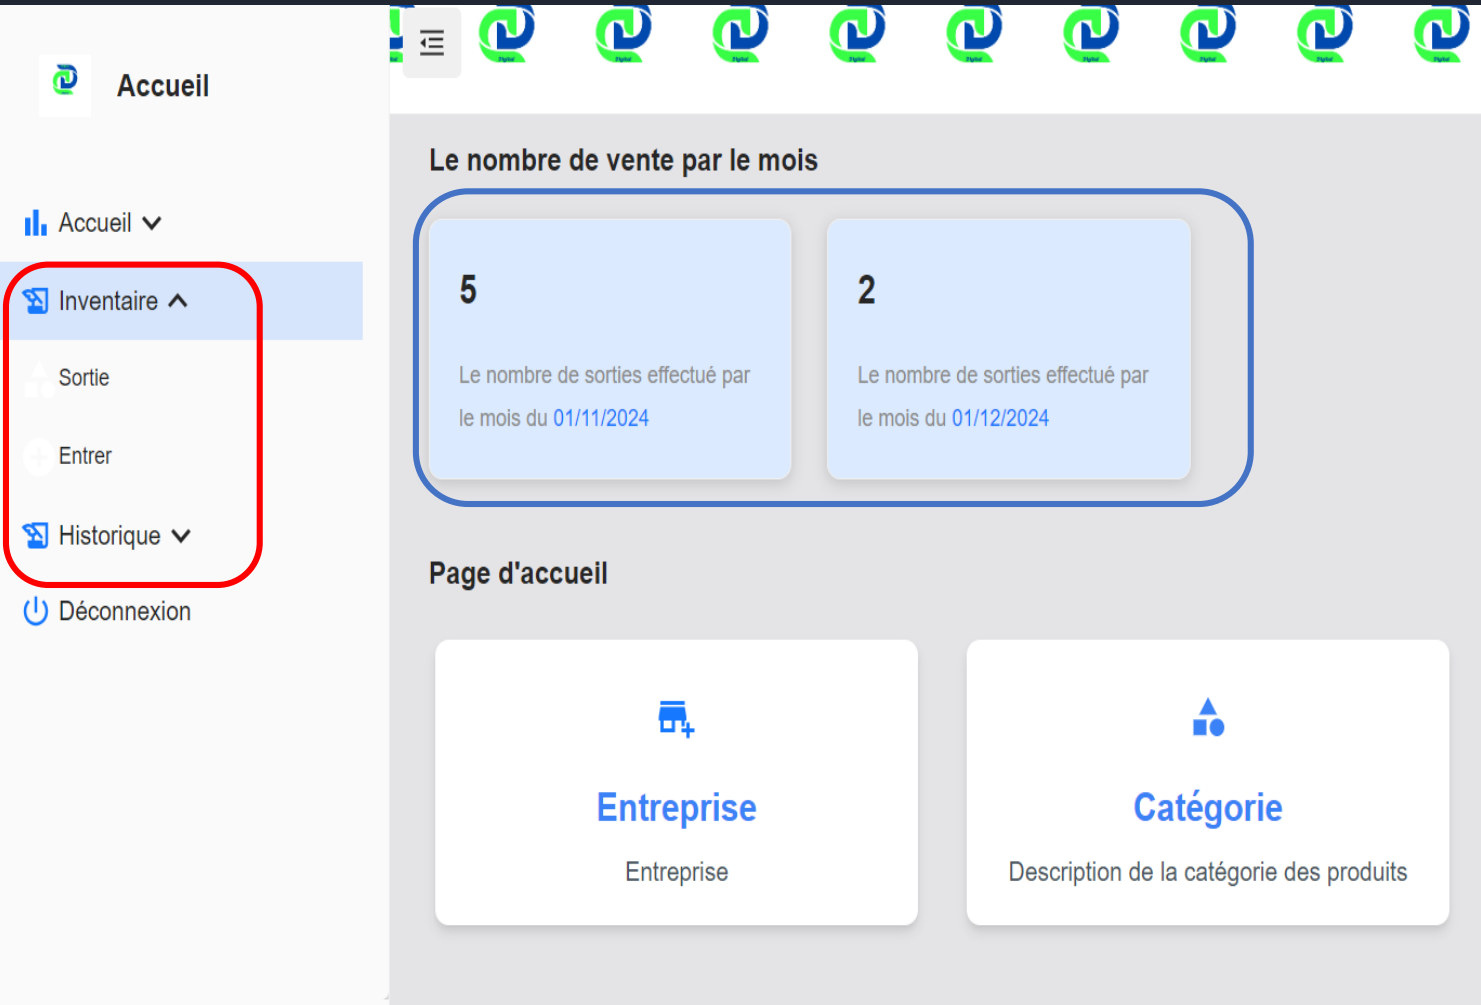 Accueil
Accueil
Inventaire
Sortie
Entrer
Historique
Déconnexion
Le nombre de vente par le mois
5
Le nombre de sorties effectué par
le mois du 01/11/2024
2
Le nombre de sorties effectué par
le mois du 01/12/2024
Page d'accueil
Entreprise
Entreprise
Catégorie
Description de la catégorie des produits